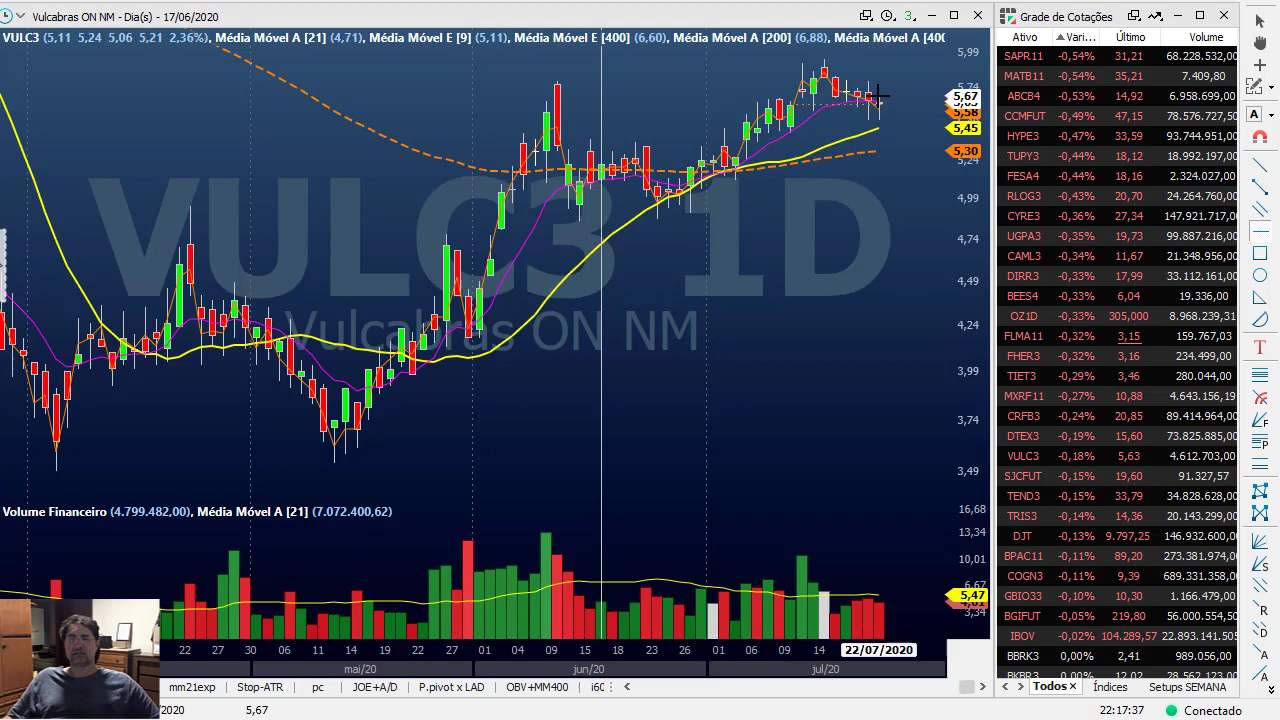 Vulcabras ON NM - Dia(s) - 17/06/2020
3
VULC3 (5,11 5,24 5,06 5,21 2,36%), Média Móvel A [21] (4,71), Média Móvel E [9] (5,11), Média Móvel E [400] (6,60), Média Móvel A [200] (6,88), Média Móvel A [400
5,99
5,74
5,67
5,58
5,45
5,30
5,24
4,99
4,74
4,49
4,24
3,99
3,74
3,49
VULC3 1D
Vulcabras ON NM
Volume Financeiro (4.799.482,00), Média Móvel A [21] (7.072.400,62)
16,68
13,34
10,01
6,67
5,47
3,34
22 27 30 06 11 14 19 22 27 01 04 09 15 18 23 26 01 06 09 14 22/07/2020
mai/20 jun/20 jul/20
mm21exp Stop-ATR pc JOE+A/D P.pivot x LAD OBV+MM400 i60
/2020 5,67
Grade de Cotações
Ativo Vari... Último Volume
SAPR11 -0,54% 31,21 68.228.532,00
MATB11 -0,54% 35,21 7.409,80
ABCB4 -0,53% 14,92 6.958.699,00
CCMFUT -0,49% 47,15 78.576.727,50
HYPE3 -0,47% 33,59 93.744.951,00
TUPY3 -0,44% 18,12 18.992.197,00
FESA4 -0,44% 18,16 2.324.027,00
RLOG3 -0,43% 20,70 24.264.760,00
CYRE3 -0,36% 27,34 147.921.717,00
UGPA3 -0,35% 19,73 99.887.216,00
CAML3 -0,34% 11,67 21.348.956,00
DIRR3 -0,33% 17,99 33.112.161,00
BEES4 -0,33% 6,04 19.336,00
OZ1D -0,33% 305,000 8.968.239,31
FLMA11 -0,32% 3,15 159.767,03
FHER3 -0,32% 3,16 234.499,00
TIET3 -0,29% 3,46 280.044,00
MXRF11 -0,27% 10,88 4.643.156,19
CRFB3 -0,24% 20,85 89.414.964,00
DTEX3 -0,19% 15,60 73.825.885,00
VULC3 -0,18% 5,63 4.612.703,00
SJCFUT -0,15% 19,60 91.327,57
TEND3 -0,15% 33,79 34.828.628,00
TRIS3 -0,14% 14,36 20.143.299,00
DJT -0,13% 9.797,25 146.932.600,00
BPAC11 -0,11% 89,20 273.381.974,00
COGN3 -0,11% 9,39 689.331.358,00
GBIO33 -0,10% 10,30 1.166.479,00
BGIFUT -0,05% 219,80 56.000.554,50
IBOV -0,02% 104.289,57 22.893.141.505
BBRK3 0,00% 2,41 989.056,00
BKBR3 0,00% 12,02 28.562.123,00
Todos Índices Setups SEMANA
22:17:37 Conectado